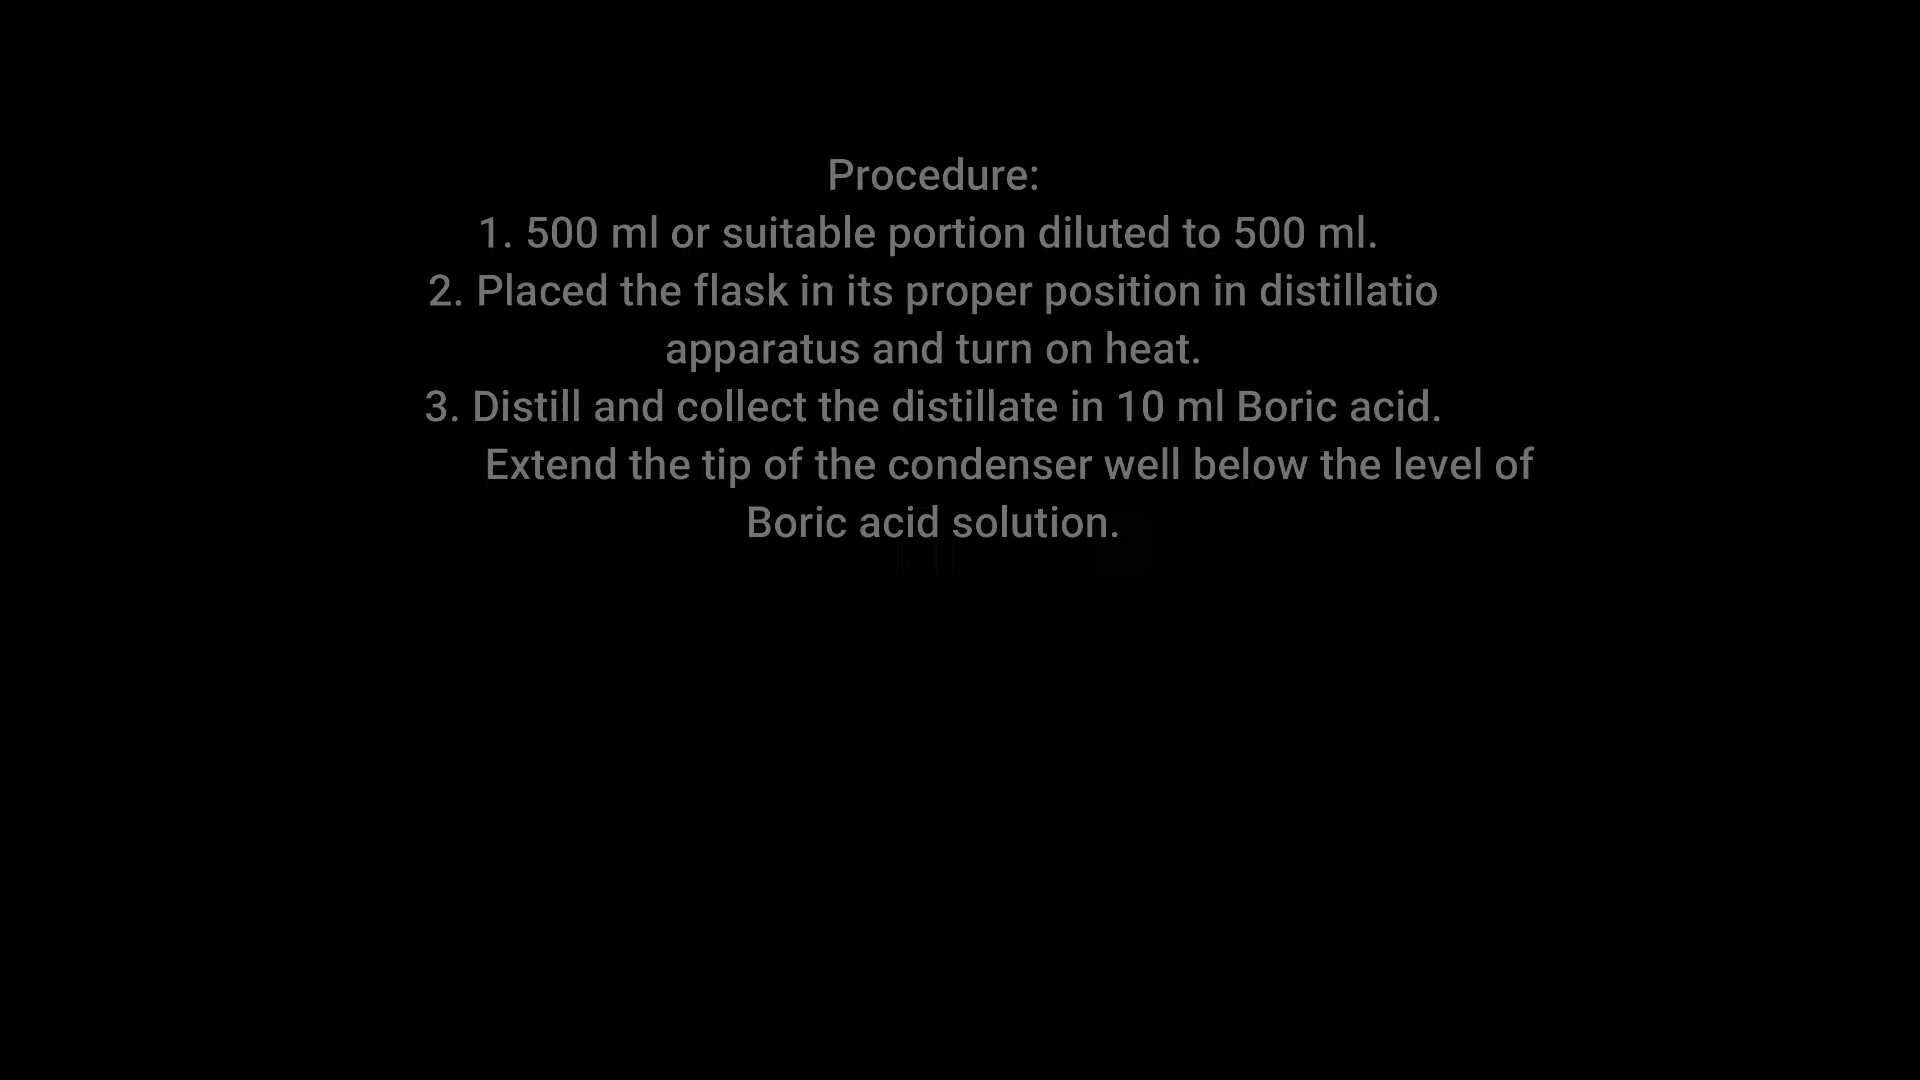 Procedure:
1. 500 ml or suitable portion diluted to 500 ml.
2. Placed the flask in its proper position in distillatio
apparatus and turn on heat.
3. Distill and collect the distillate in 10 ml Boric acid.
Extend the tip of the condenser well below the level of
Boric acid solution.